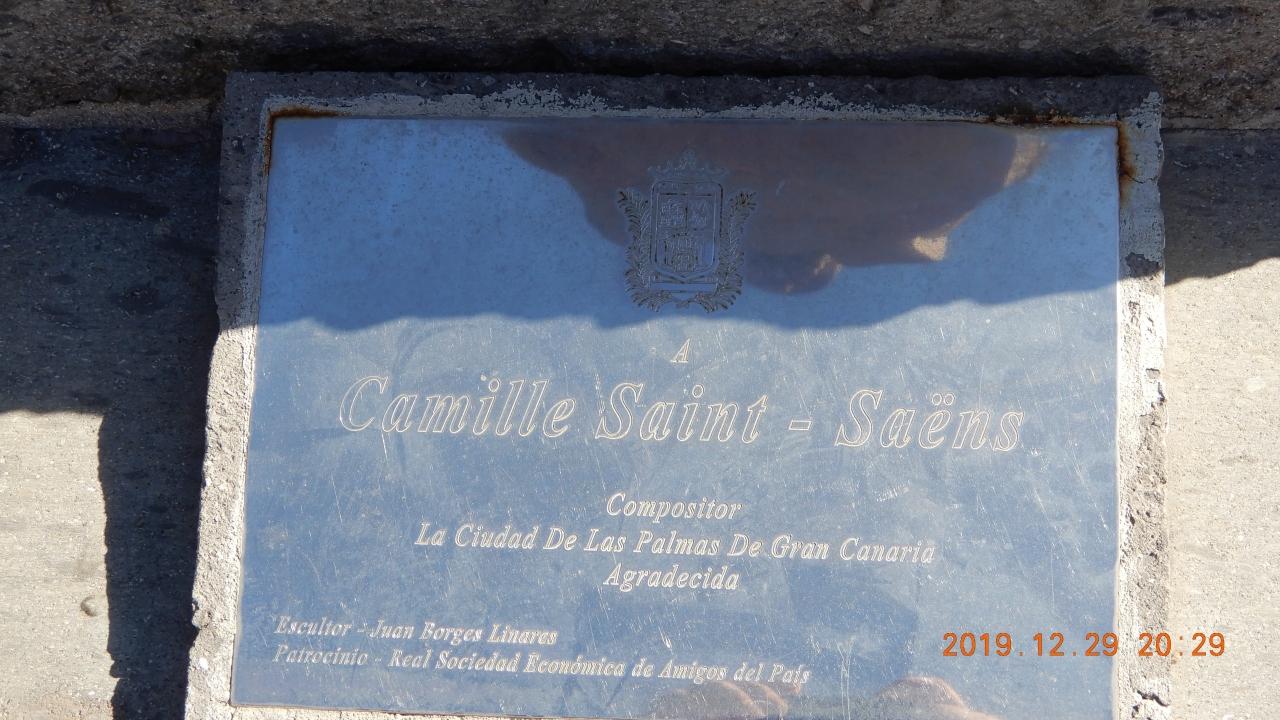 A
Camille Saint - Saëns
Compositor
La Ciudad De Las Palmas De Gran Canaria
Agradecida
Escultor - Juan Borges Linares
Patrocinio - Real Sociedad Económica de Amigos del País
2019.12.29 20:29